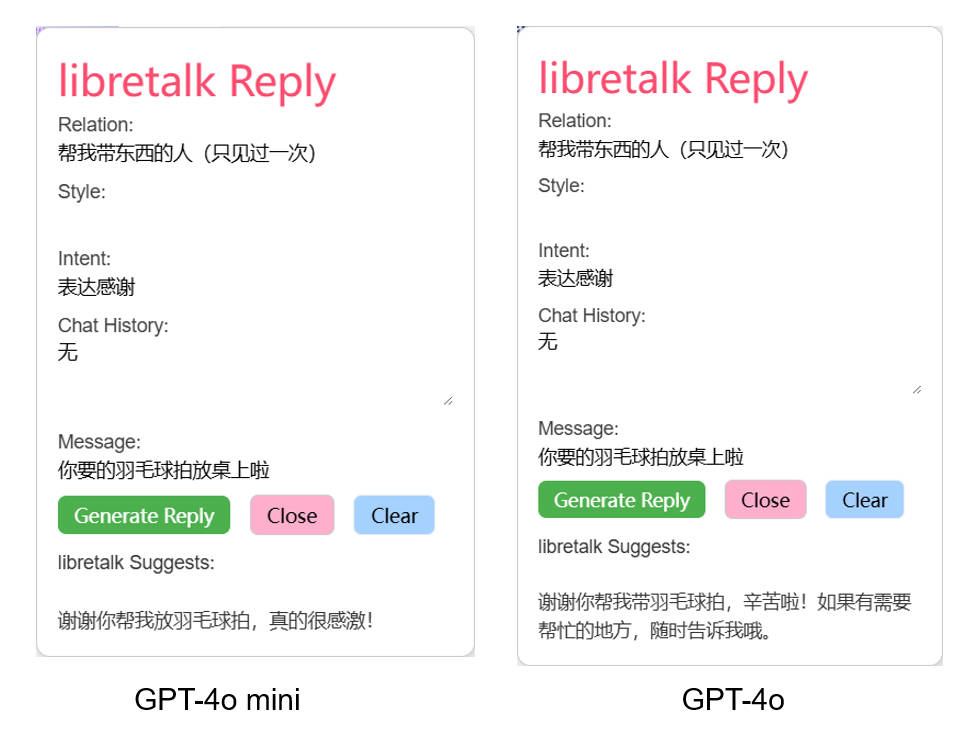 libretalk Reply
Relation:
帮我带东西的人（只见过一次）
Style:
Intent:
表达感谢
Chat History:
无
Message:
你要的羽毛球拍放桌上啦
Generate Reply
Close
Clear
libretalk Suggests:
谢谢你帮我放羽毛球拍，真的很感激！
GPT-4o mini
libretalk Reply
Relation:
帮我带东西的人（只见过一次）
Style:
Intent:
表达感谢
Chat History:
无
Message:
你要的羽毛球拍放桌上啦
Generate Reply
Close
Clear
libretalk Suggests:
谢谢你帮我带羽毛球拍，辛苦啦！如果有需要
帮忙的地方，随时告诉我哦。
GPT-4o